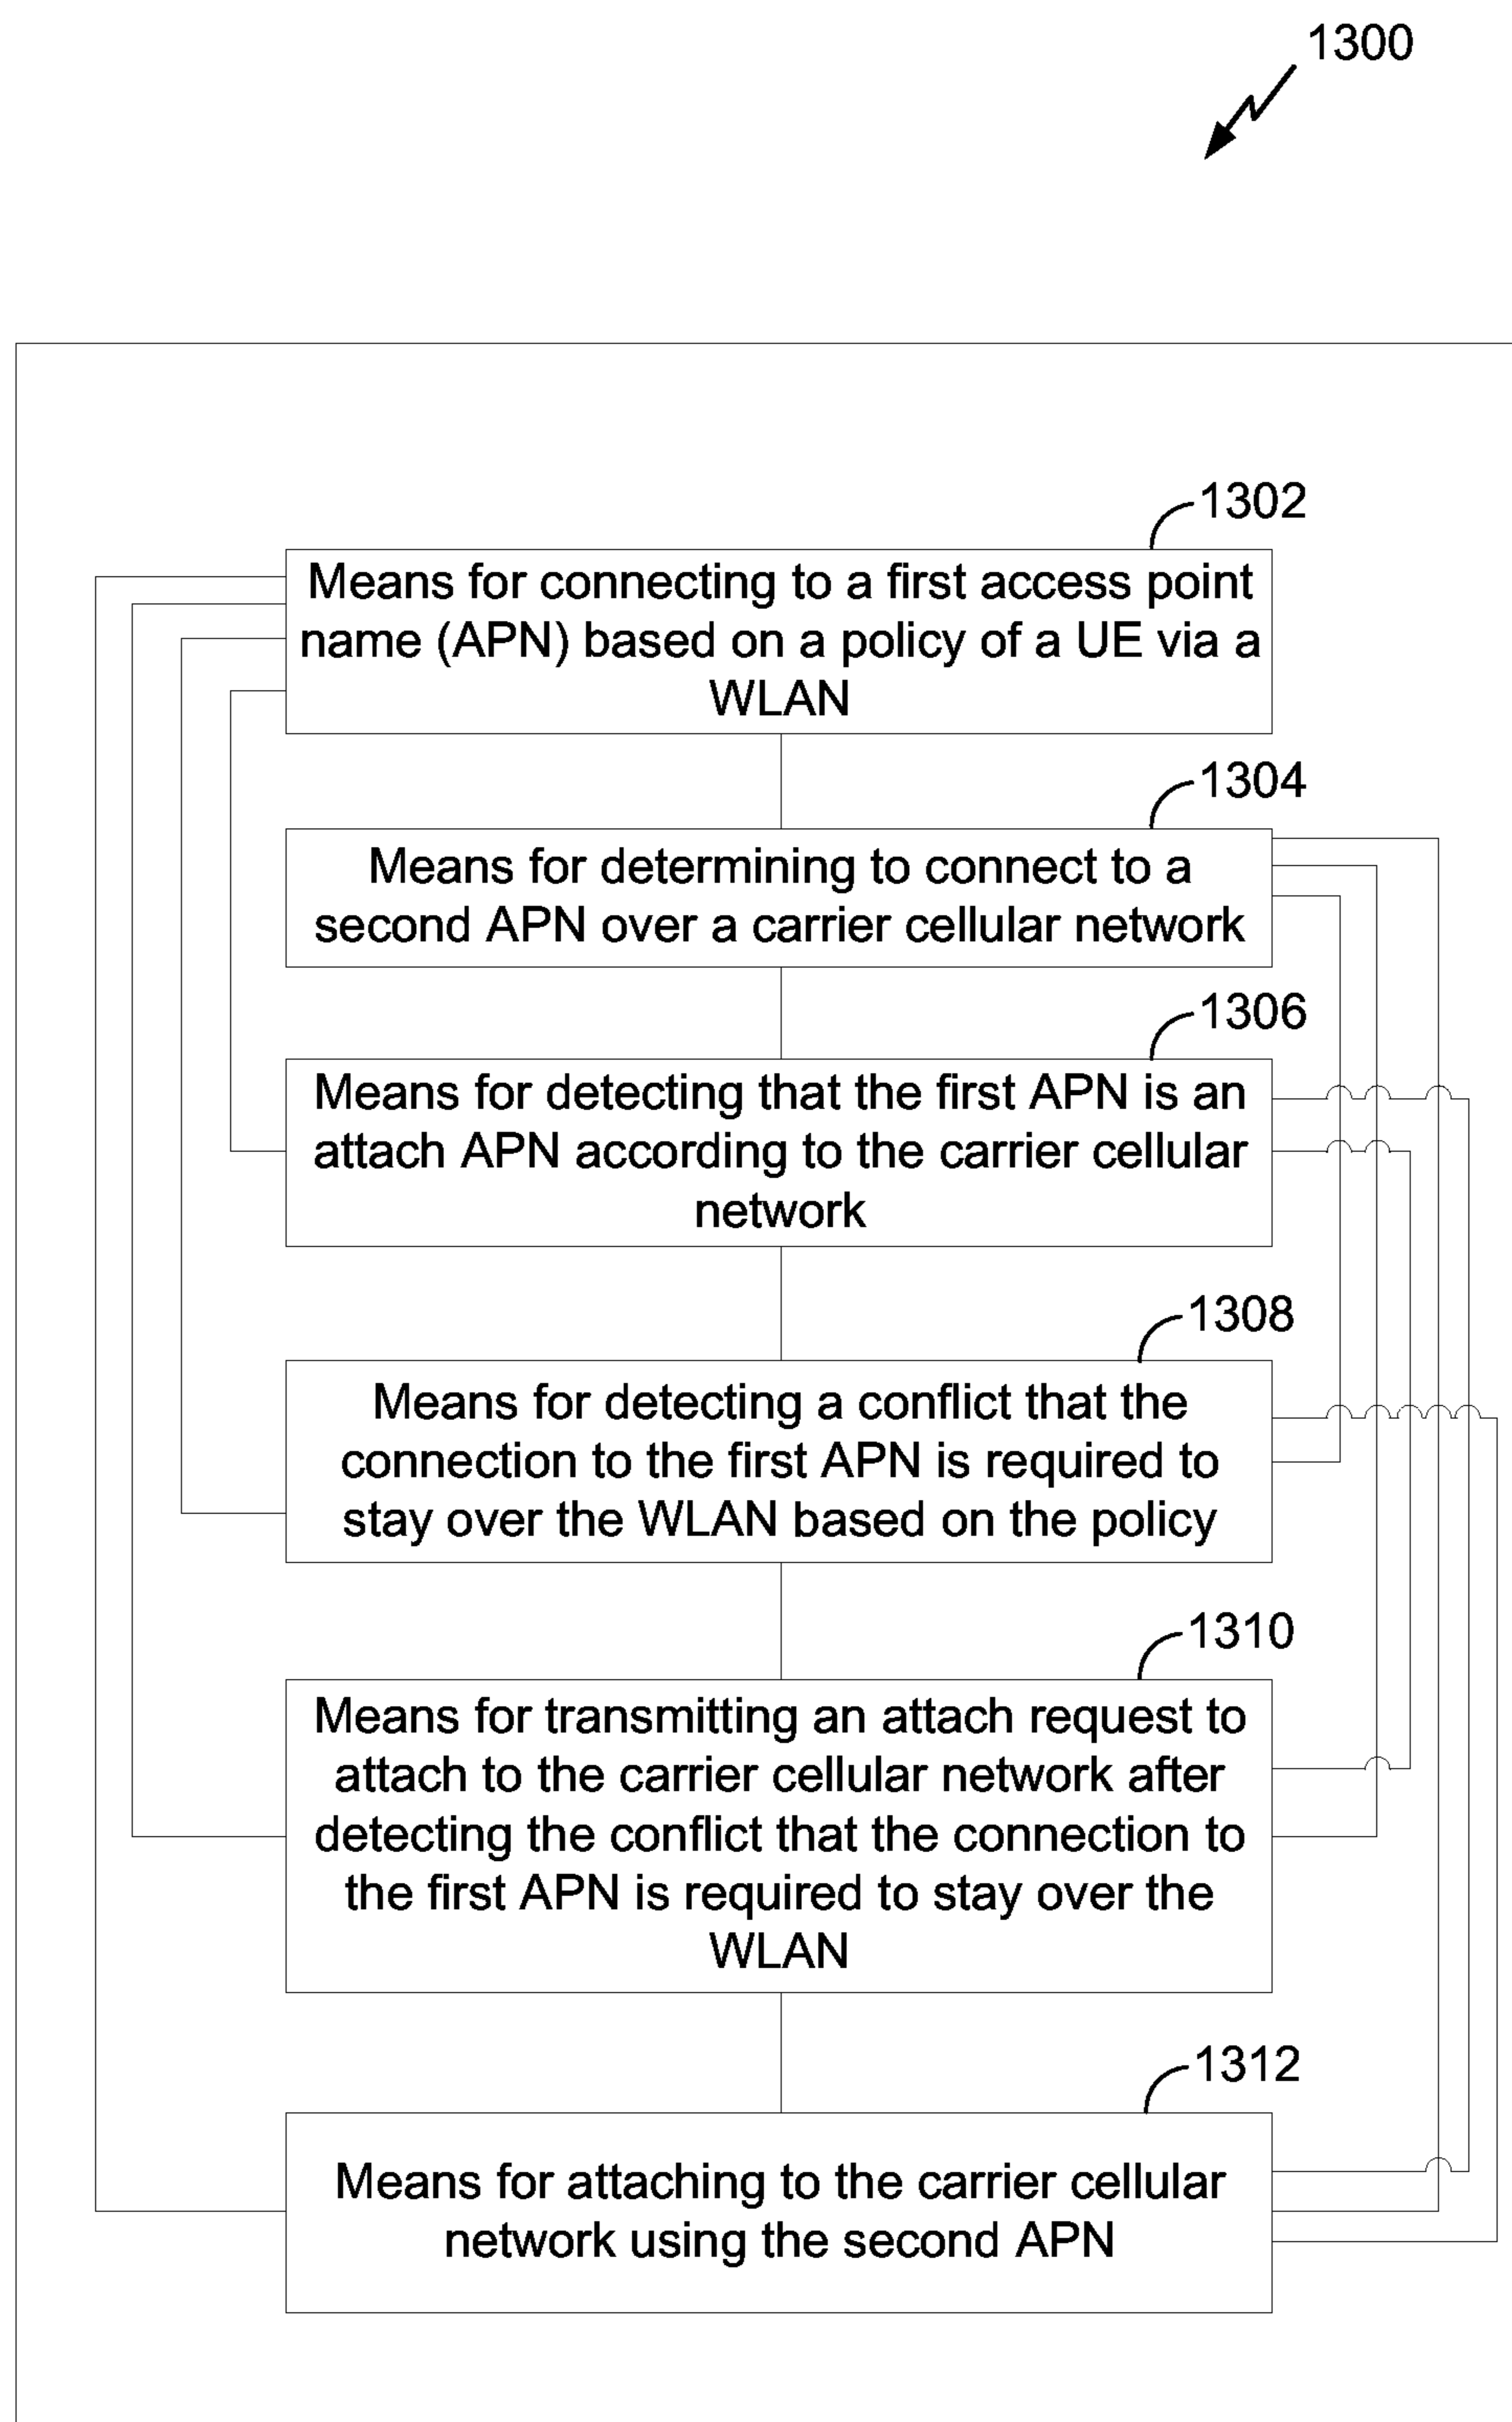 1300
1302
Means for connecting to a first access point
name (APN) based on a policy of a UE via a
WLAN
1304
Means for determining to connect to a
second APN over a carrier cellular network
1306
Means for detecting that the first APN is an
attach APN according to the carrier cellular
network
1308
Means for detecting a conflict that the
connection to the first APN is required to
stay over the WLAN based on the policy
1310
Means for transmitting an attach request to
attach to the carrier cellular network after
detecting the conflict that the connection to
the first APN is required to stay over the
WLAN
1312
Means for attaching to the carrier cellular
network using the second APN